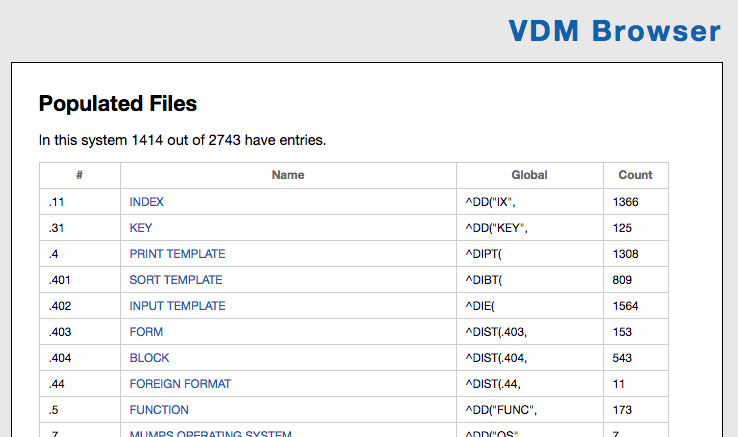 VDM Browser
Populated Files
In this system 1414 out of 2743 have entries.
# Name Global Count
.11 INDEX ^DD("IX", 1366
.31 KEY ^DD("KEY", 125
.4 PRINT TEMPLATE ^DIPT( 1308
.401 SORT TEMPLATE ^DIBT( 809
.402 INPUT TEMPLATE ^DIE( 1564
.403 FORM ^DIST(.403, 153
.404 BLOCK ^DIST(.404, 543
.44 FOREIGN FORMAT ^DIST(.44, 11
.5 FUNCTION ^DD("FUNC", 173
.7 MUMPS OPERATING SYSTEM ^DD("OS" 7